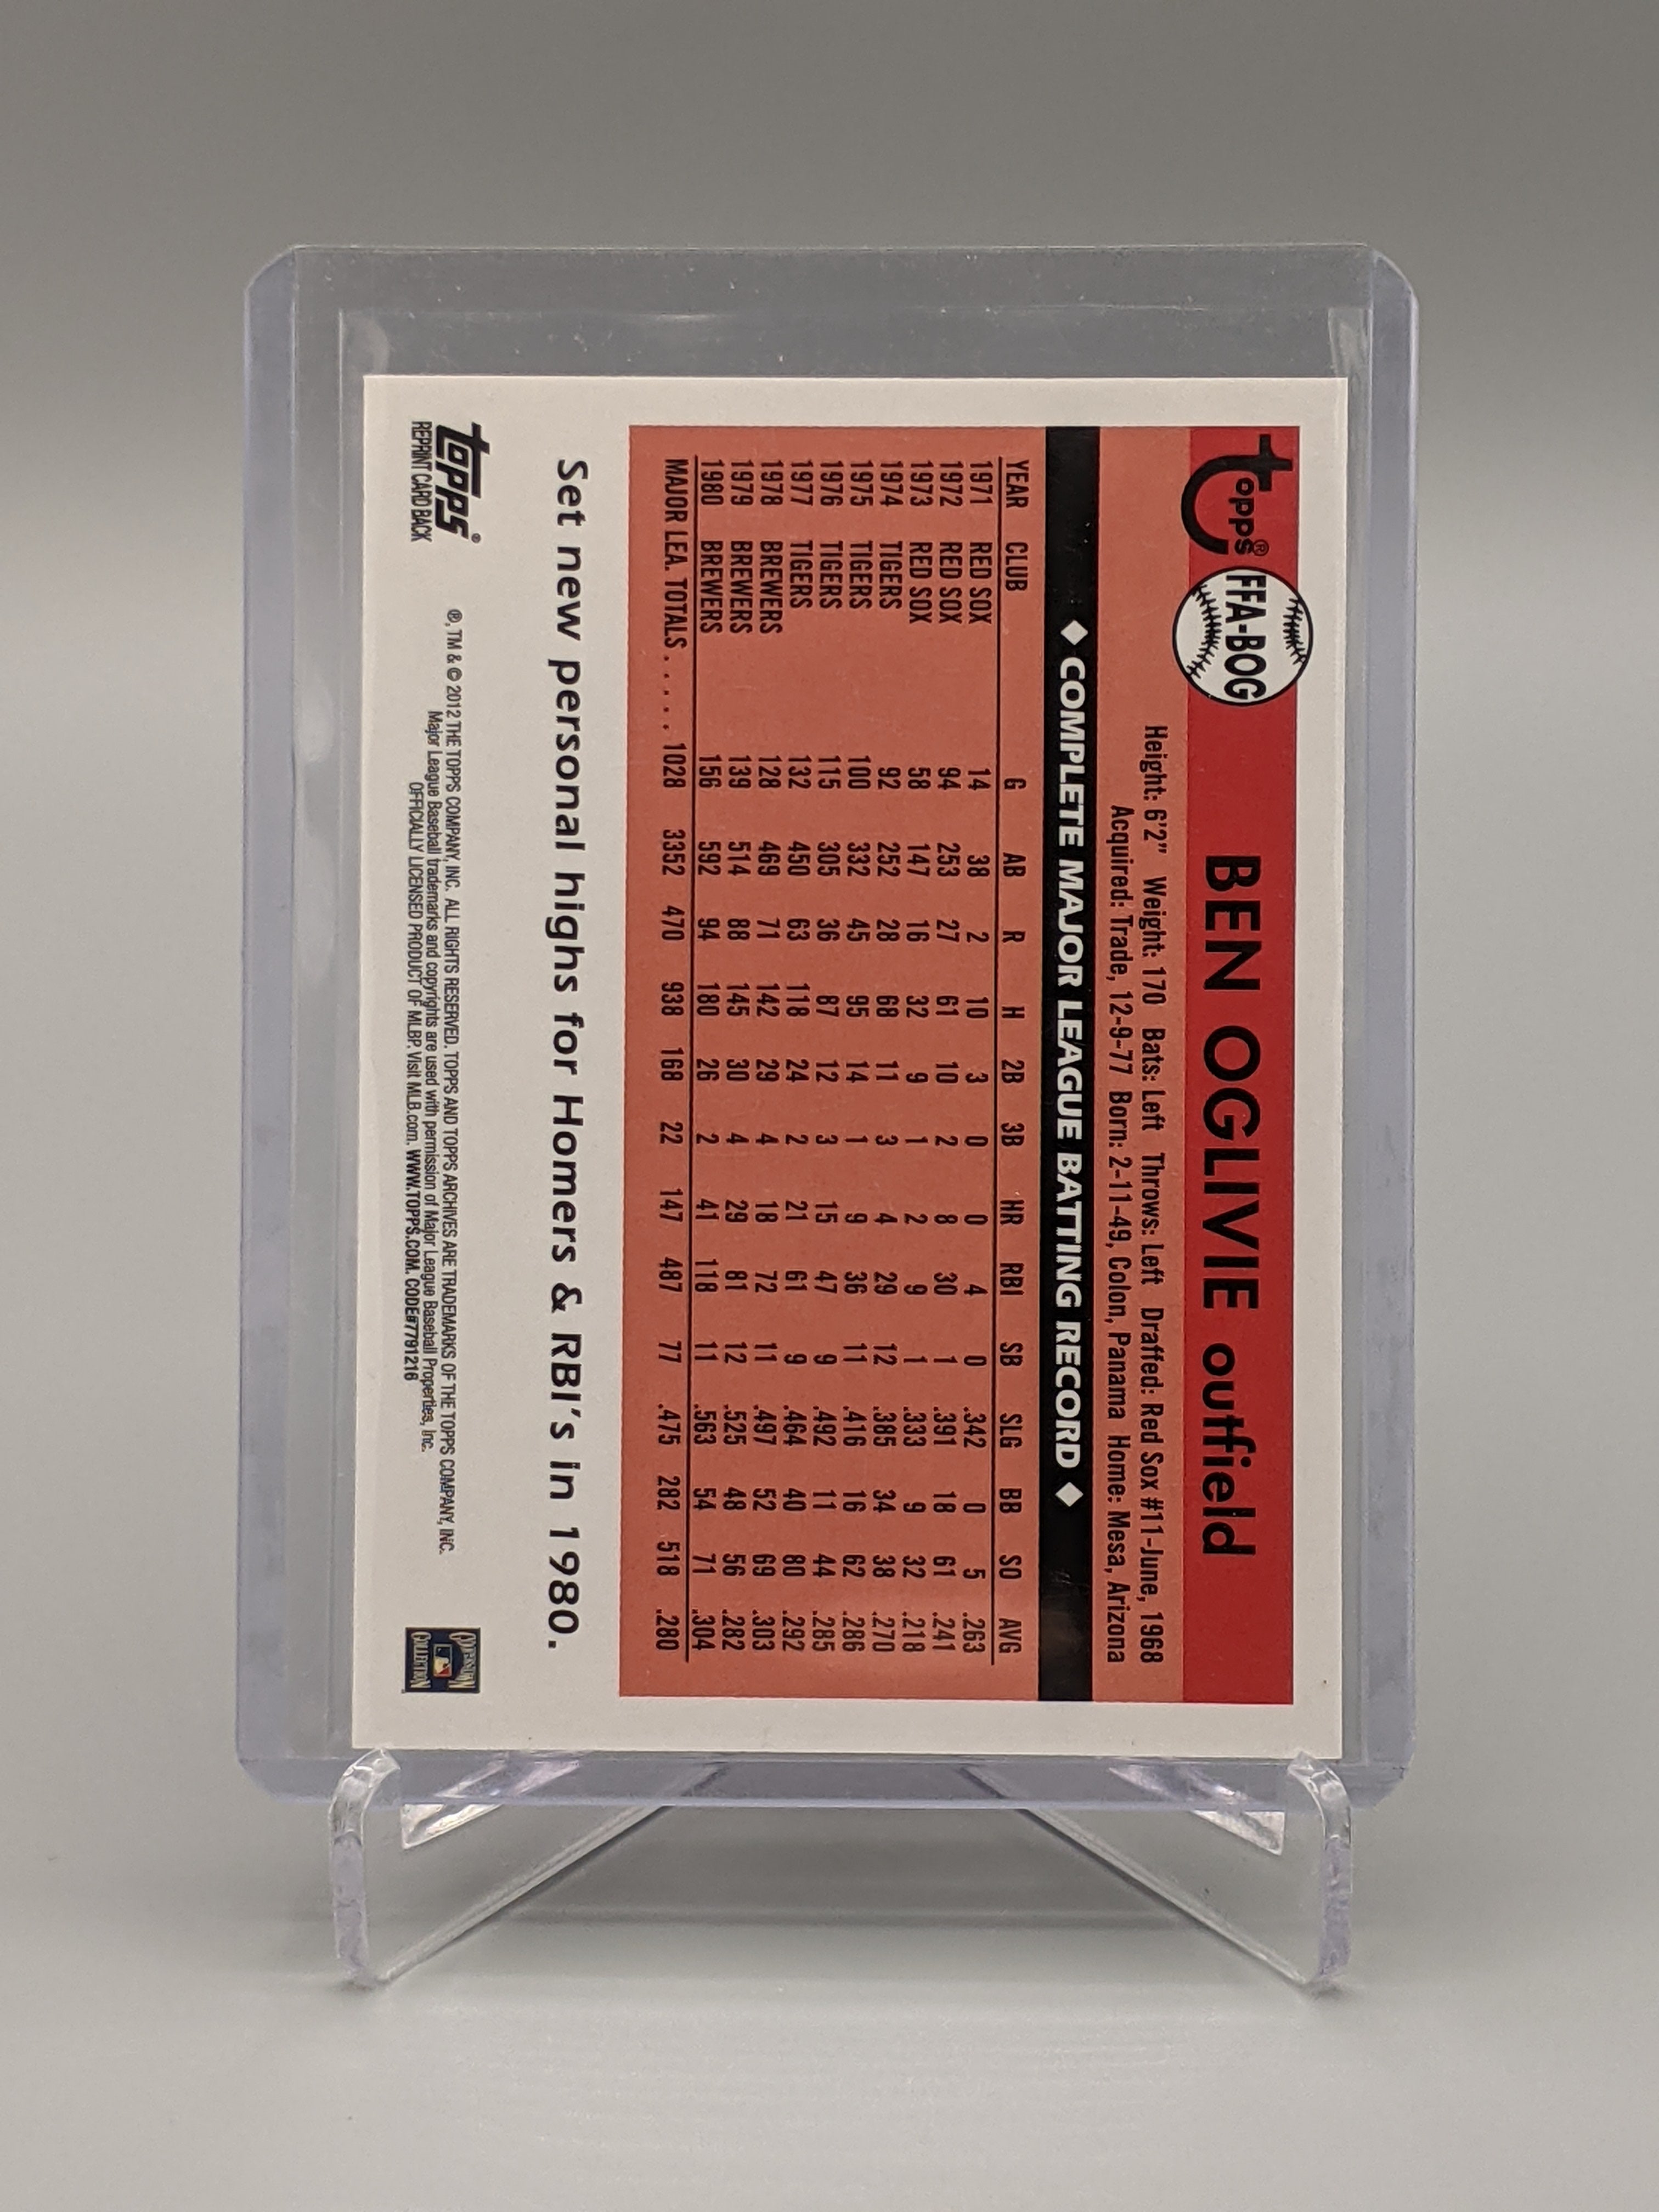 topps® FFA-BOG BEN OGLIVIE outfield
Height: 6'2" Weight: 170 Bats: Left Throws: Left Drafted: Red Sox #11-June, 1968
Acquired: Trade, 12-9-77 Born: 2-11-49, Colon, Panama Home: Mesa, Arizona
◆ COMPLETE MAJOR LEAGUE BATTING RECORD ◆
YEAR CLUB G AB R H 2B 3B HR RBI SB SLG BB SO AVG
1971 RED SOX 14 38 2 10 3 0 0 4 0 .342 0 5 .263
1972 RED SOX 94 253 27 61 10 2 8 30 1 .391 18 61 .241
1973 RED SOX 58 147 16 32 9 1 2 9 1 .333 9 32 .218
1974 TIGERS 92 252 28 68 11 3 4 29 12 .385 34 38 .270
1975 TIGERS 100 332 45 95 14 1 9 36 11 .416 16 62 .286
1976 TIGERS 115 305 36 87 12 3 15 47 9 .492 11 44 .285
1977 TIGERS 132 450 63 118 24 2 21 61 9 .464 40 80 .292
1978 BREWERS 128 469 71 142 29 4 18 72 11 .497 52 69 .303
1979 BREWERS 139 514 88 145 30 4 29 81 12 .525 48 56 .282
1980 BREWERS 156 592 94 180 26 2 41 118 11 .563 54 71 .304
MAJOR LEA. TOTALS . . . . . 1028 3352 470 938 168 22 147 487 77 .475 282 518 .280
Set new personal highs for Homers & RBI's in 1980.
topps®
REPRINT CARD BACK
®, TM & © 2012 THE TOPPS COMPANY, INC. ALL RIGHTS RESERVED. TOPPS AND TOPPS ARCHIVES ARE TRADEMARKS OF THE TOPPS COMPANY, INC.
Major League Baseball trademarks and copyrights are used with permission of Major League Baseball Properties, Inc.
OFFICIALLY LICENSED PRODUCT OF MLBP. Visit MLB.com. WWW.TOPPS.COM. CODE#7791216
COOPERSTOWN
COLLECTION